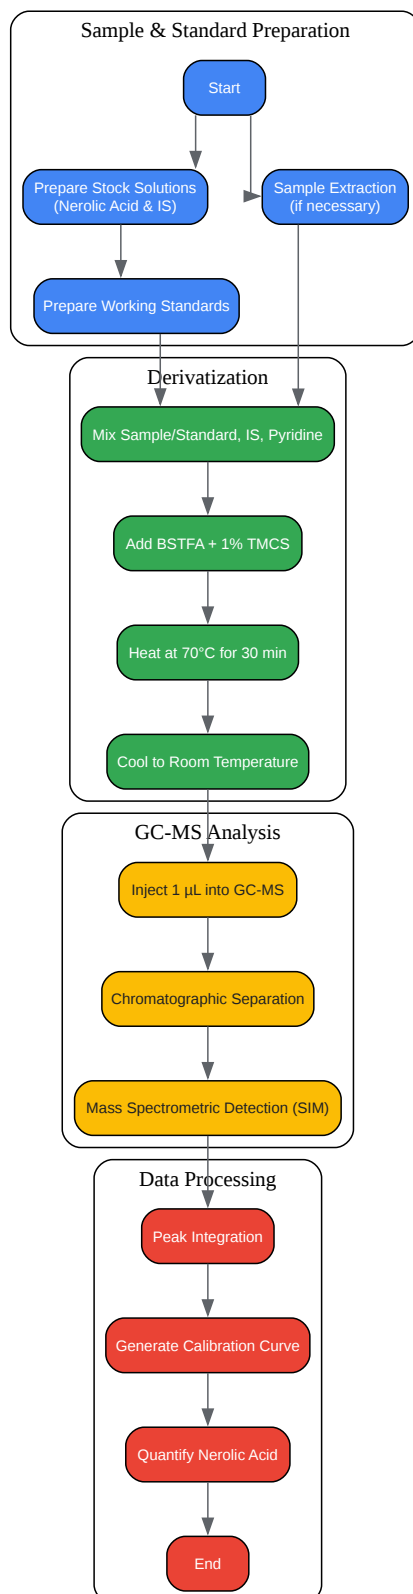 Sample & Standard Preparation
Start
Prepare Stock Solutions
(Nerolic Acid & IS)
Sample Extraction
(if necessary)
Prepare Working Standards
Derivatization
Mix Sample/Standard, IS, Pyridine
Add BSTFA + 1% TMCS
Heat at 70°C for 30 min
Cool to Room Temperature
GC-MS Analysis
Inject 1 µL into GC-MS
Chromatographic Separation
Mass Spectrometric Detection (SIM)
Data Processing
Peak Integration
Generate Calibration Curve
Quantify Nerolic Acid
End